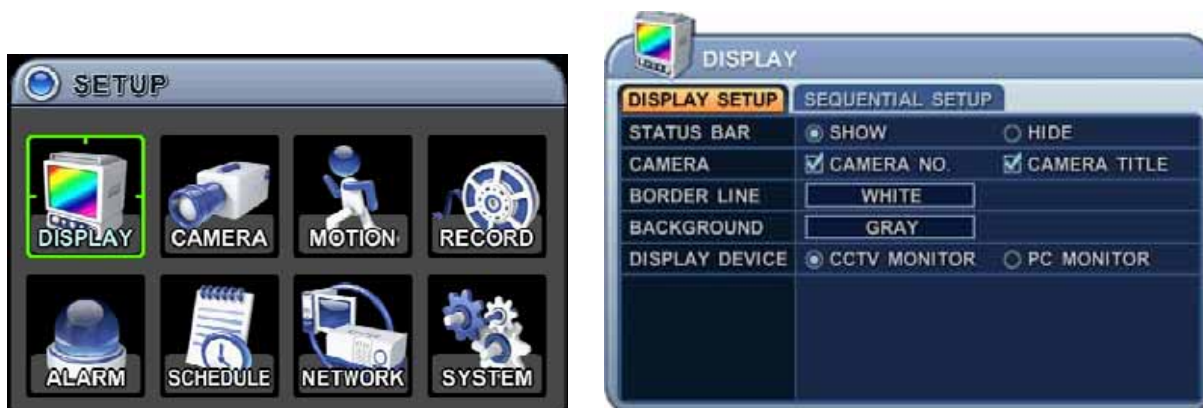 SETUP
DISPLAY CAMERA MOTION RECORD
ALARM SCHEDULE NETWORK SYSTEM
DISPLAY
DISPLAY SETUP SEQUENTIAL SETUP
STATUS BAR SHOW HIDE
CAMERA CAMERA NO. CAMERA TITLE
BORDER LINE WHITE
BACKGROUND GRAY
DISPLAY DEVICE CCTV MONITOR PC MONITOR